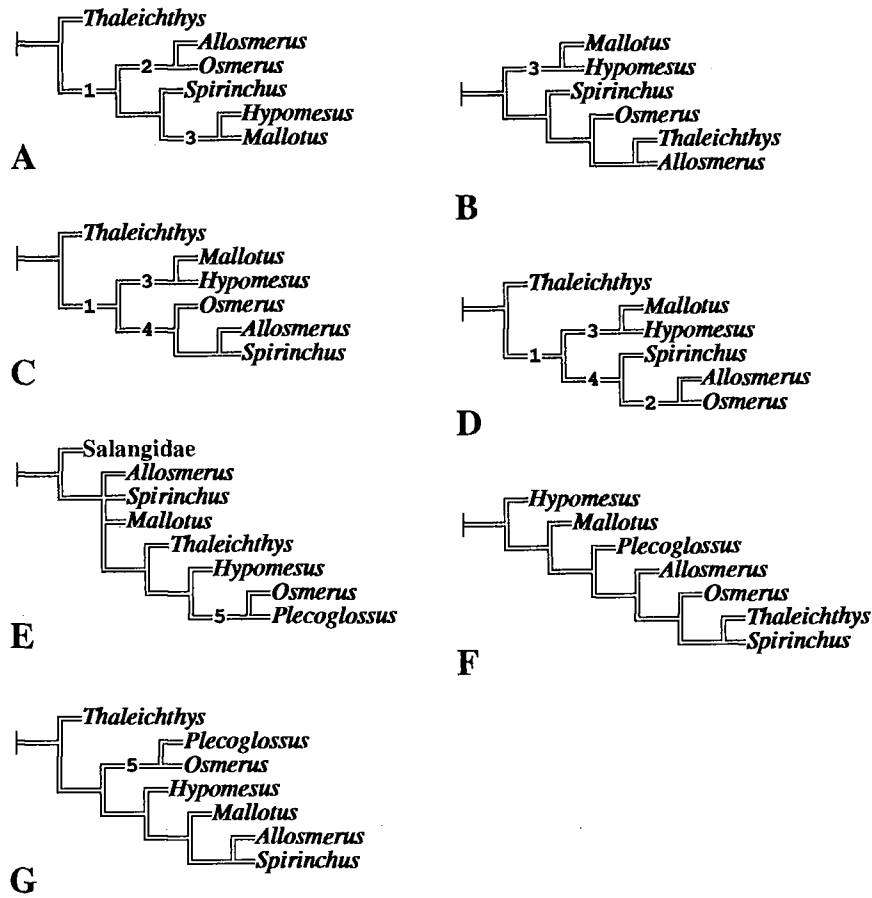 Thaleichthys
Allosmerus
2
Osmerus
1
Spirinchus
Hypomesus
3
Mallotus
A
Mallotus
3
Hypomesus
Spirinchus
Osmerus
Thaleichthys
Allosmerus
B
Thaleichthys
Mallotus
3
Hypomesus
1
Osmerus
4
Allosmerus
Spirinchus
C
Thaleichthys
Mallotus
3
Hypomesus
1
Spirinchus
4
Allosmerus
2
Osmerus
D
Salangidae
Allosmerus
Spirinchus
Mallotus
Thaleichthys
Hypomesus
Osmerus
5
Plecoglossus
E
Hypomesus
Mallotus
Plecoglossus
Allosmerus
Osmerus
Thaleichthys
Spirinchus
F
Thaleichthys
Plecoglossus
5
Osmerus
Hypomesus
Mallotus
Allosmerus
Spirinchus
G